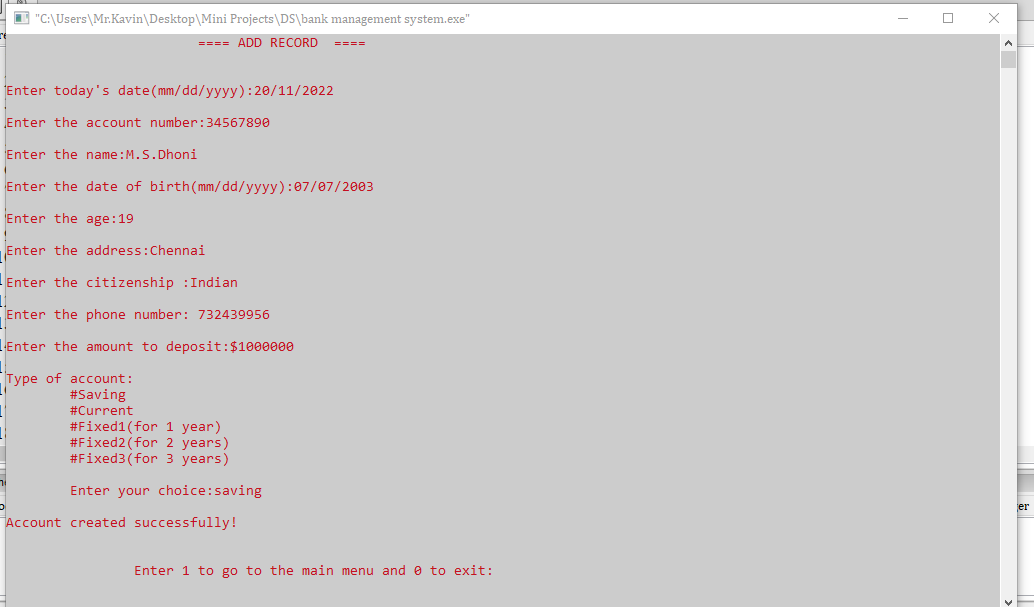 "C:\Users\Mr.Kavin\Desktop\Mini Projects\DS\bank management system.exe"
==== ADD RECORD ====
Enter today's date(mm/dd/yyyy):20/11/2022
Enter the account number:34567890
Enter the name:M.S.Dhoni
Enter the date of birth(mm/dd/yyyy):07/07/2003
Enter the age:19
Enter the address:Chennai
Enter the citizenship :Indian
Enter the phone number: 732439956
Enter the amount to deposit:$1000000
Type of account:
#Saving
#Current
#Fixed1(for 1 year)
#Fixed2(for 2 years)
#Fixed3(for 3 years)
Enter your choice:saving
Account created successfully!
Enter 1 to go to the main menu and 0 to exit: